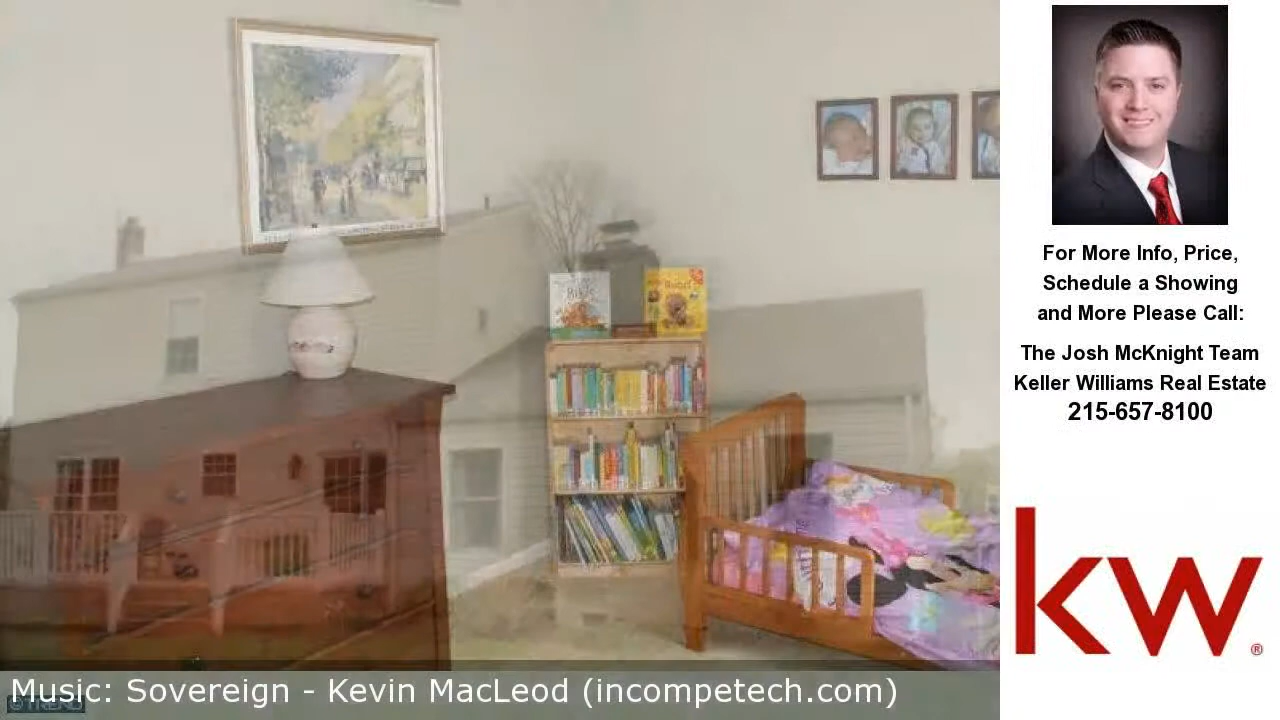 For More Info, Price,
Schedule a Showing
and More Please Call:
The Josh McKnight Team
Keller Williams Real Estate
215-657-8100
kw®
Music: Sovereign - Kevin MacLeod (incompetech.com)
© TREND